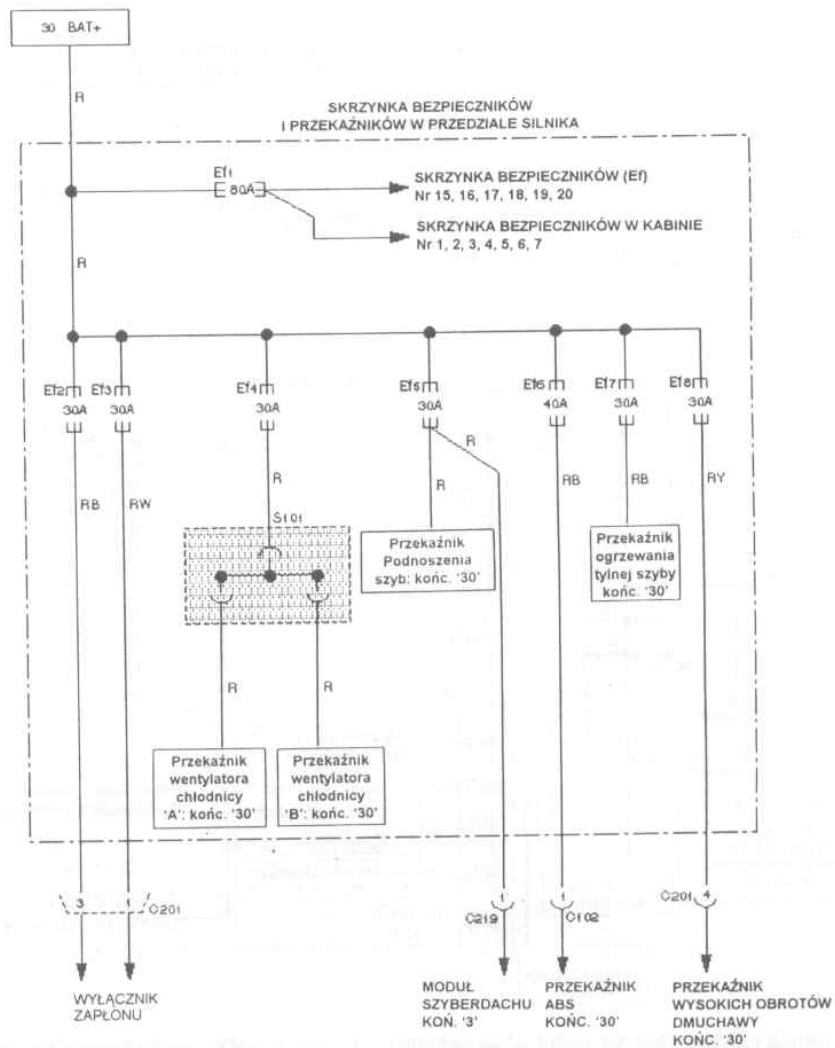 30 BAT+
R
SKRZYNKA BEZPIECZNIKÓW
I PRZEKAŹNIKÓW W PRZEDZIALE SILNIKA
Ef1
80A
SKRZYNKA BEZPIECZNIKÓW (Ef)
Nr 15, 16, 17, 18, 19, 20
SKRZYNKA BEZPIECZNIKÓW W KABINIE
Nr 1, 2, 3, 4, 5, 6, 7
R
Ef2 Ef3 Ef4 Ef5 Ef6 Ef7 Ef8
30A 30A 30A 30A 40A 30A 30A
R
R
RB RW R RB RB RY
S101
Przekaźnik
Podnoszenia
szyb: końc. '30'
Przekaźnik
ogrzewania
tylnej szyby
końc. '30'
R R
Przekaźnik
wentylatora
chłodnicy
'A': końc. '30'
Przekaźnik
wentylatora
chłodnicy
'B': końc. '30'
3 C201
1 C219
1 C102
C201 4
WYŁĄCZNIK
ZAPŁONU
MODUŁ
SZYBERDACHU
KOŃ. '3'
PRZEKAŹNIK
ABS
KOŃC. '30'
PRZEKAŹNIK
WYSOKICH OBROTÓW
DMUCHAWY
KOŃC. '30'